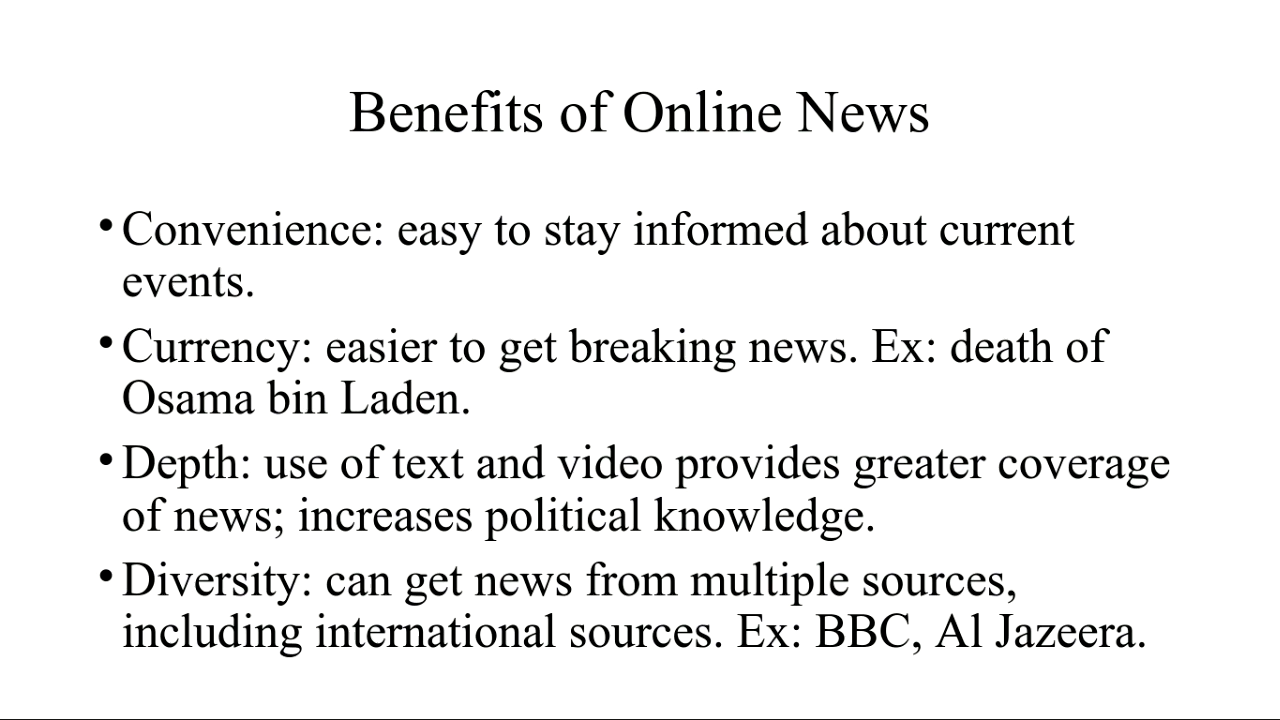 Benefits of Online News
• Convenience: easy to stay informed about current
events.
• Currency: easier to get breaking news. Ex: death of
Osama bin Laden.
• Depth: use of text and video provides greater coverage
of news; increases political knowledge.
• Diversity: can get news from multiple sources,
including international sources. Ex: BBC, Al Jazeera.